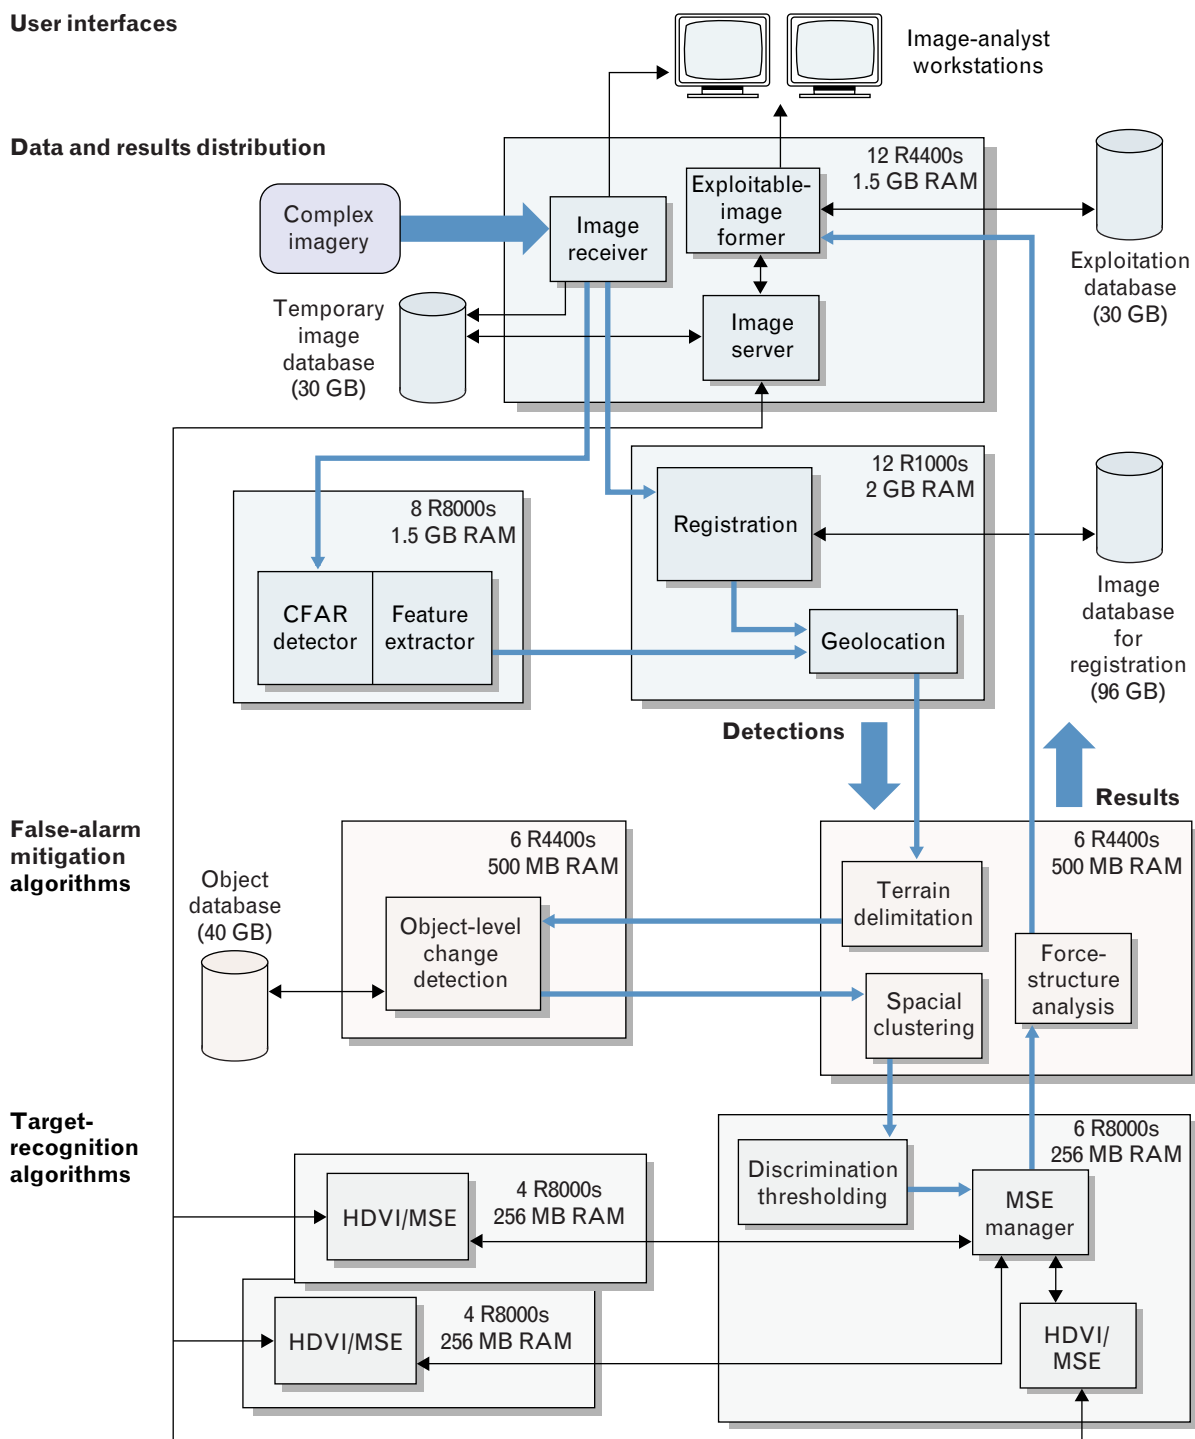 User interfaces
Image-analyst
workstations
Data and results distribution
12 R4400s
1.5 GB RAM
Complex
imagery
Image
receiver
Exploitable-
image
former
Exploitation
database
(30 GB)
Temporary
image
database
(30 GB)
Image
server
12 R1000s
2 GB RAM
Registration
8 R8000s
1.5 GB RAM
CFAR
detector
Feature
extractor
Geolocation
Image
database
for
registration
(96 GB)
Detections
Results
False-alarm
mitigation
algorithms
6 R4400s
500 MB RAM
6 R4400s
500 MB RAM
Object
database
(40 GB)
Object-level
change
detection
Terrain
delimitation
Spacial
clustering
Force-
structure
analysis
Target-
recognition
algorithms
6 R8000s
256 MB RAM
Discrimination
thresholding
MSE
manager
4 R8000s
256 MB RAM
HDVI/MSE
4 R8000s
256 MB RAM
HDVI/MSE
HDVI/
MSE